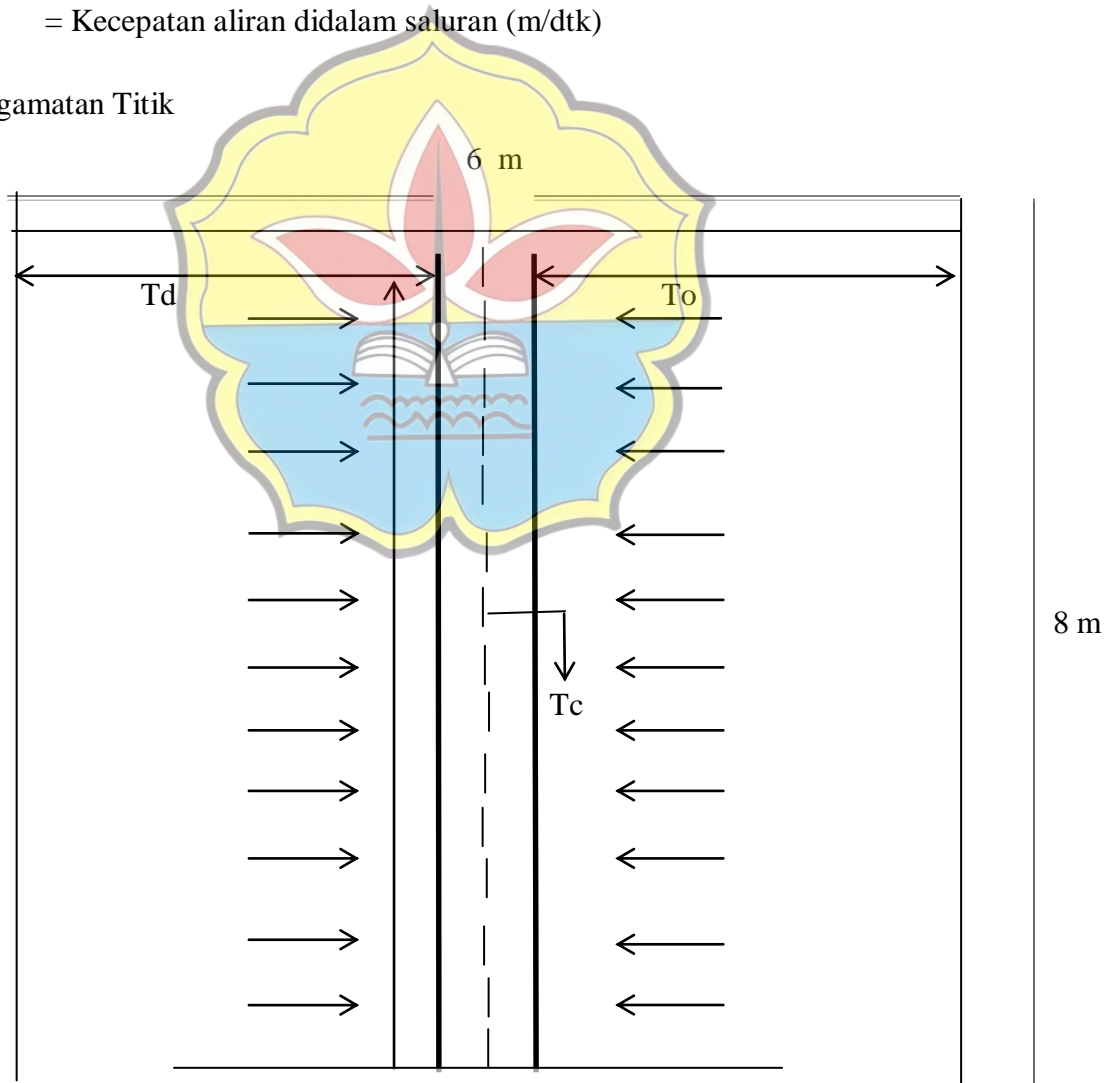 = Kecepatan aliran didalam saluran (m/dtk)
gamatan Titik
6 m
Td
To
8 m
Tc